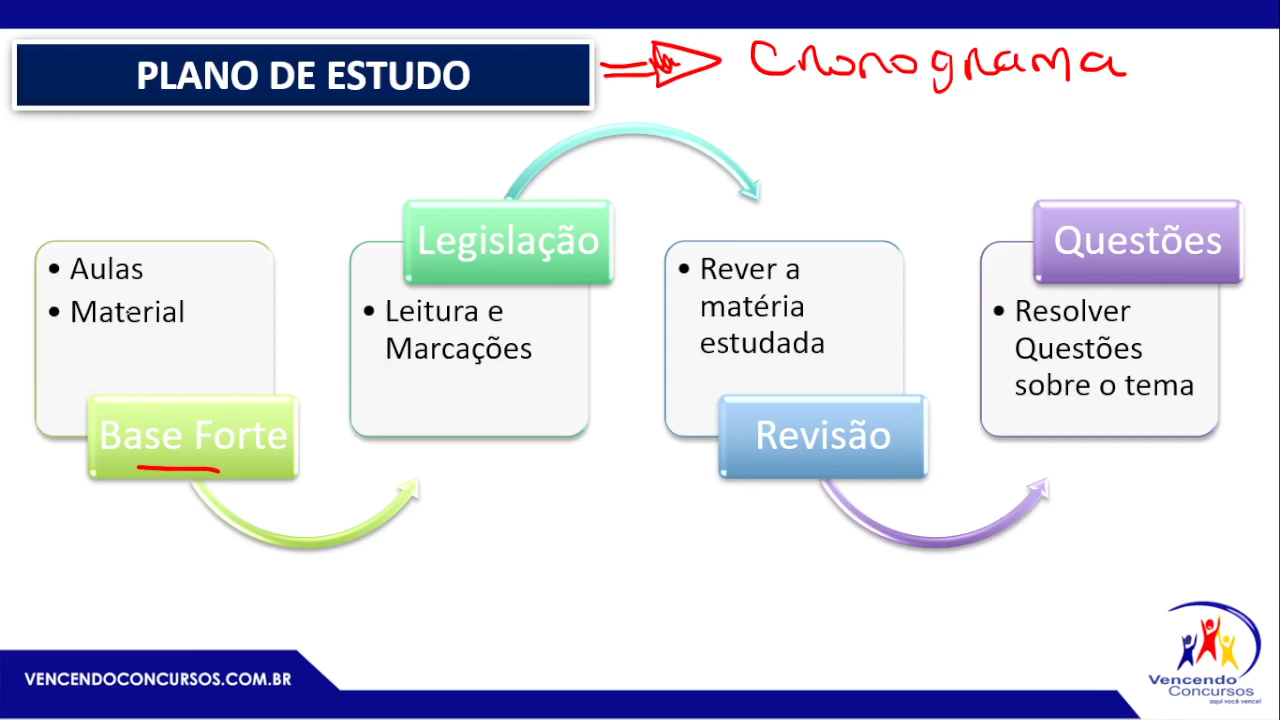 PLANO DE ESTUDO
Cronograma
• Aulas
• Material
Base Forte
Legislação
• Leitura e
Marcações
• Rever a
matéria
estudada
Revisão
Questões
• Resolver
Questões
sobre o tema
VENCENDOCONCURSOS.COM.BR
Vencendo
Concursos
aqui você vence!